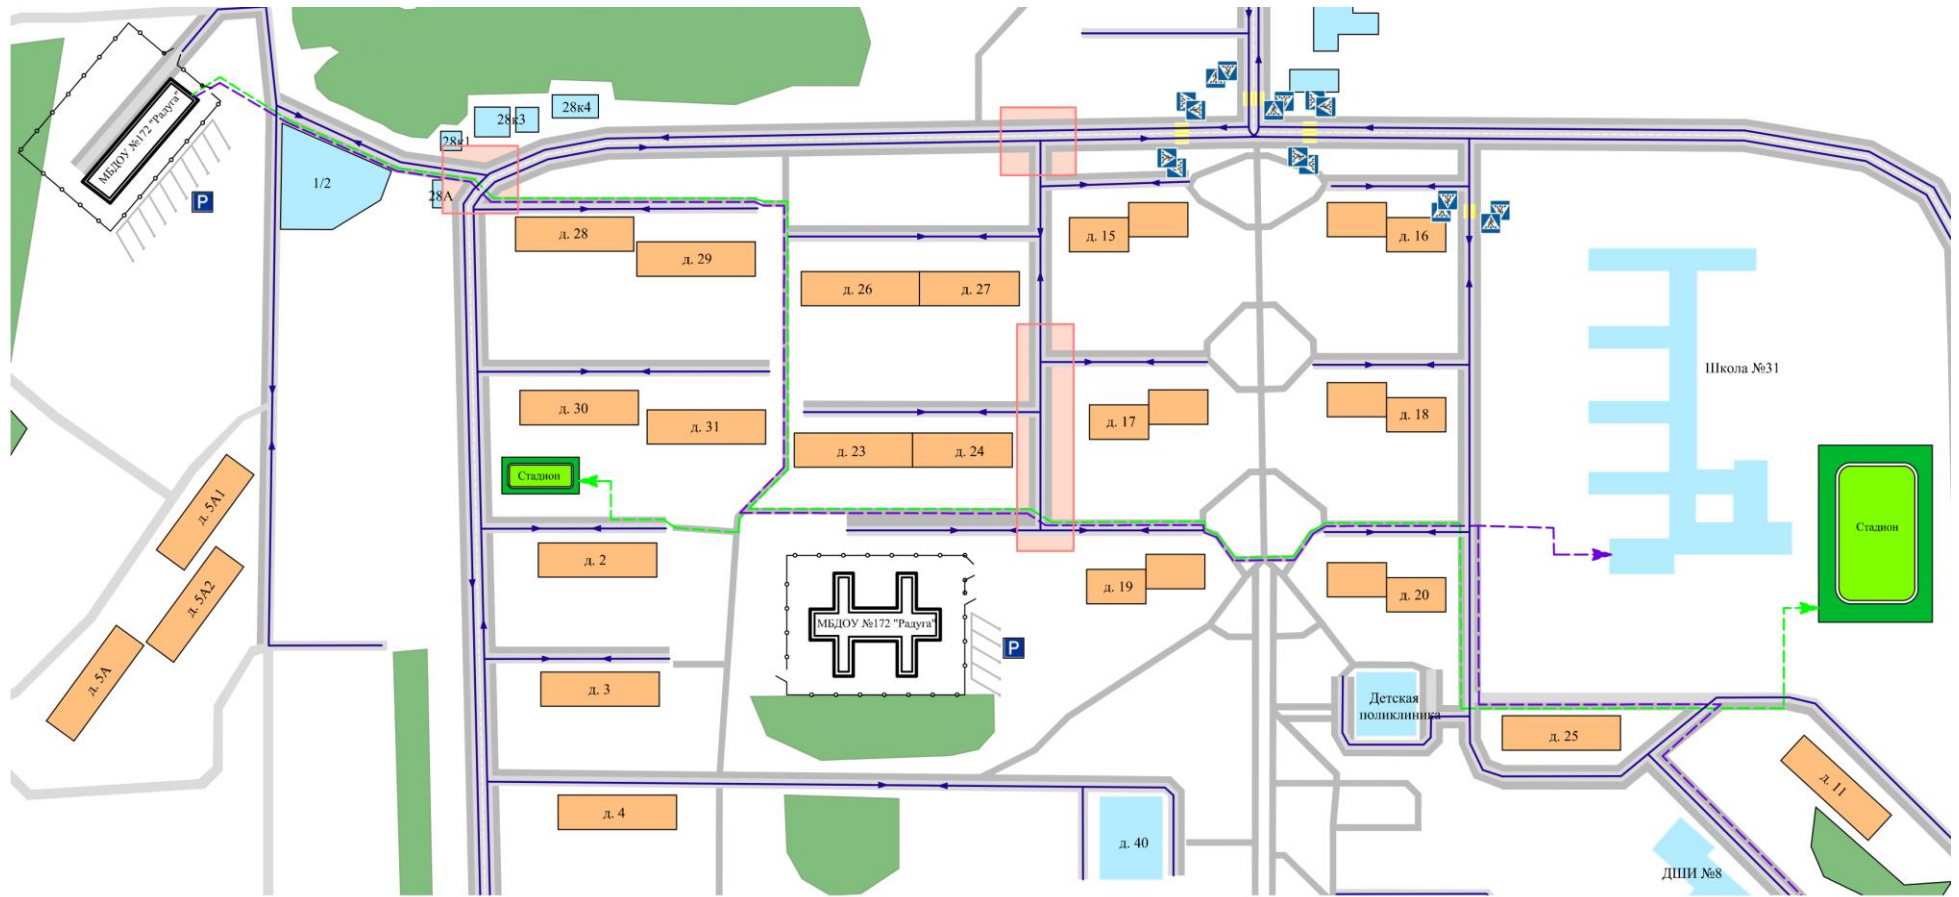 28к4
28к3
28к1
МБДОУ №172 "Радуга"
1/2
28А
P
д. 28
д. 29
д. 15
д. 16
д. 26
д. 27
Школа №31
д. 30
д. 31
д. 17
д. 18
д. 23
д. 24
Стадион
д. 5А1
Стадион
д. 2
д. 19
д. 20
д. 5А2
МБДОУ №172 "Радуга"
P
д. 5А
д. 3
Детская
поликлиника
д. 25
д. 11
д. 4
д. 40
ДШИ №8